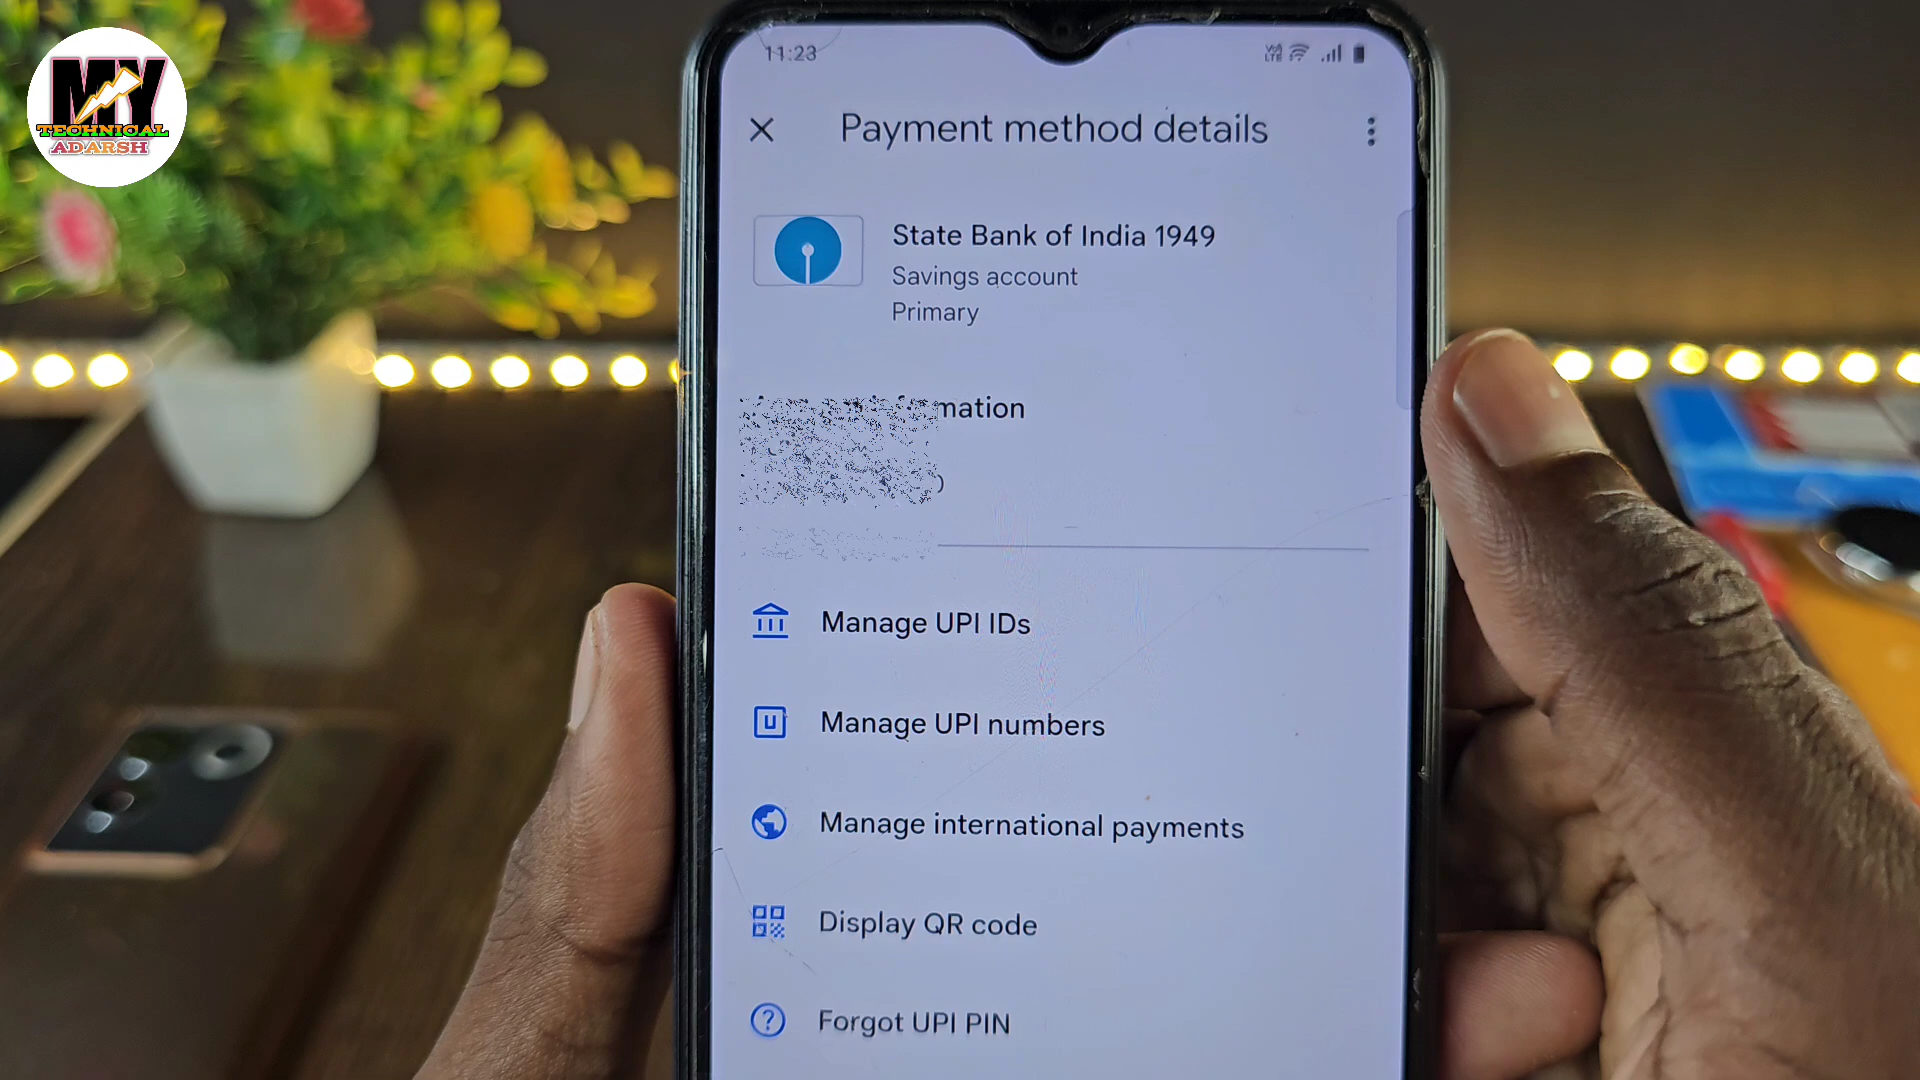 MY
TECHNICAL
ADARSH
11:23
Payment method details
State Bank of India 1949
Savings account
Primary
mation
Manage UPI IDs
Manage UPI numbers
Manage international payments
Display QR code
Forgot UPI PIN